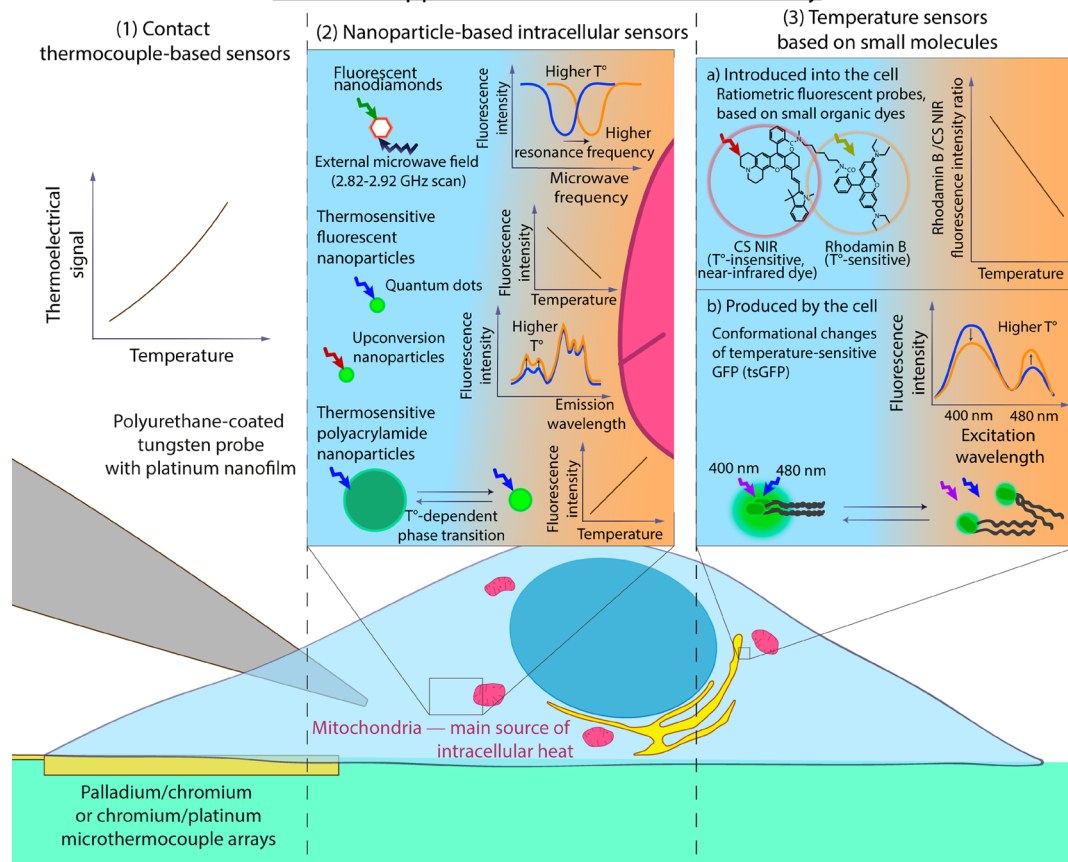 (1) Contact
thermocouple-based sensors
Thermoelectrical
signal
Temperature
Polyurethane-coated
tungsten probe
with platinum nanofilm
Palladium/chromium
or chromium/platinum
microthermocouple arrays
(2) Nanoparticle-based intracellular sensors
Fluorescent
nanodiamonds
External microwave field
(2.82-2.92 GHz scan)
Fluorescence
intensity
Higher T°
Higher
resonance frequency
Microwave
frequency
Thermosensitive
fluorescent
nanoparticles
Quantum dots
Fluorescence
intensity
Temperature
Upconversion
nanoparticles
Fluorescence
intensity
Higher
T°
Emission
wavelength
Thermosensitive
polyacrylamide
nanoparticles
T°-dependent
phase transition
Fluorescence
intensity
Temperature
Mitochondria — main source of
intracellular heat
(3) Temperature sensors
based on small molecules
a) Introduced into the cell
Ratiometric fluorescent probes,
based on small organic dyes
CS NIR
(T°-insensitive,
near-infrared dye)
Rhodamin B
(T°-sensitive)
Rhodamin B /CS NIR
fluorescence intensity ratio
Temperature
b) Produced by the cell
Conformational changes
of temperature-sensitive
GFP (tsGFP)
Fluorescence
intensity
Higher T°
400 nm 480 nm
Excitation
wavelength
400 nm 480 nm